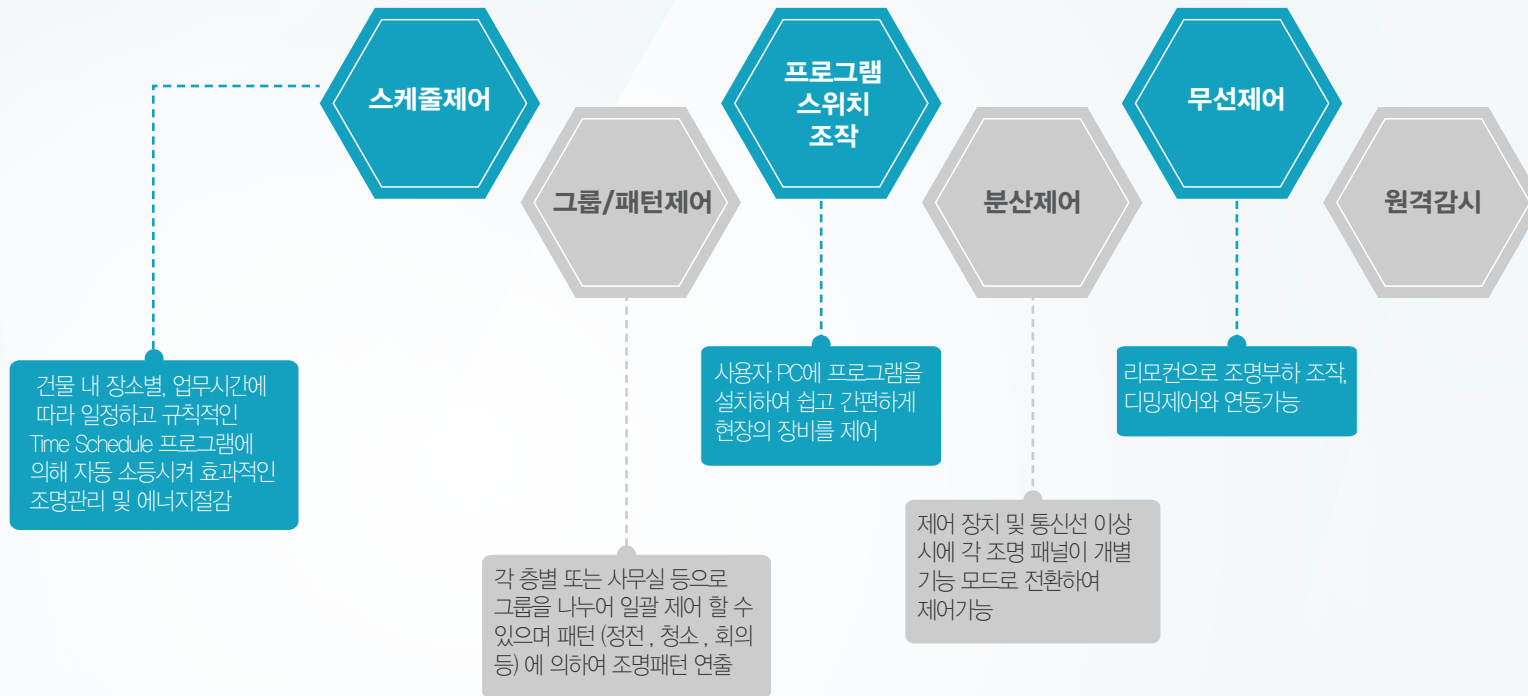 스케줄제어
그룹/패턴제어
프로그램
스위치
조작
분산제어
무선제어
원격감시
건물 내 장소별, 업무시간에
따라 일정하고 규칙적인
Time Schedule 프로그램에
의해 자동 소등시켜 효과적인
조명관리 및 에너지절감
각 층별 또는 사무실 등으로
그룹을 나누어 일괄 제어 할 수
있으며 패턴 (정전 , 청소 , 회의
등) 에 의하여 조명패턴 연출
사용자 PC에 프로그램을
설치하여 쉽고 간편하게
현장의 장비를 제어
제어 장치 및 통신선 이상
시에 각 조명 패널이 개별
기능 모드로 전환하여
제어가능
리모컨으로 조명부하 조작,
디밍제어와 연동가능